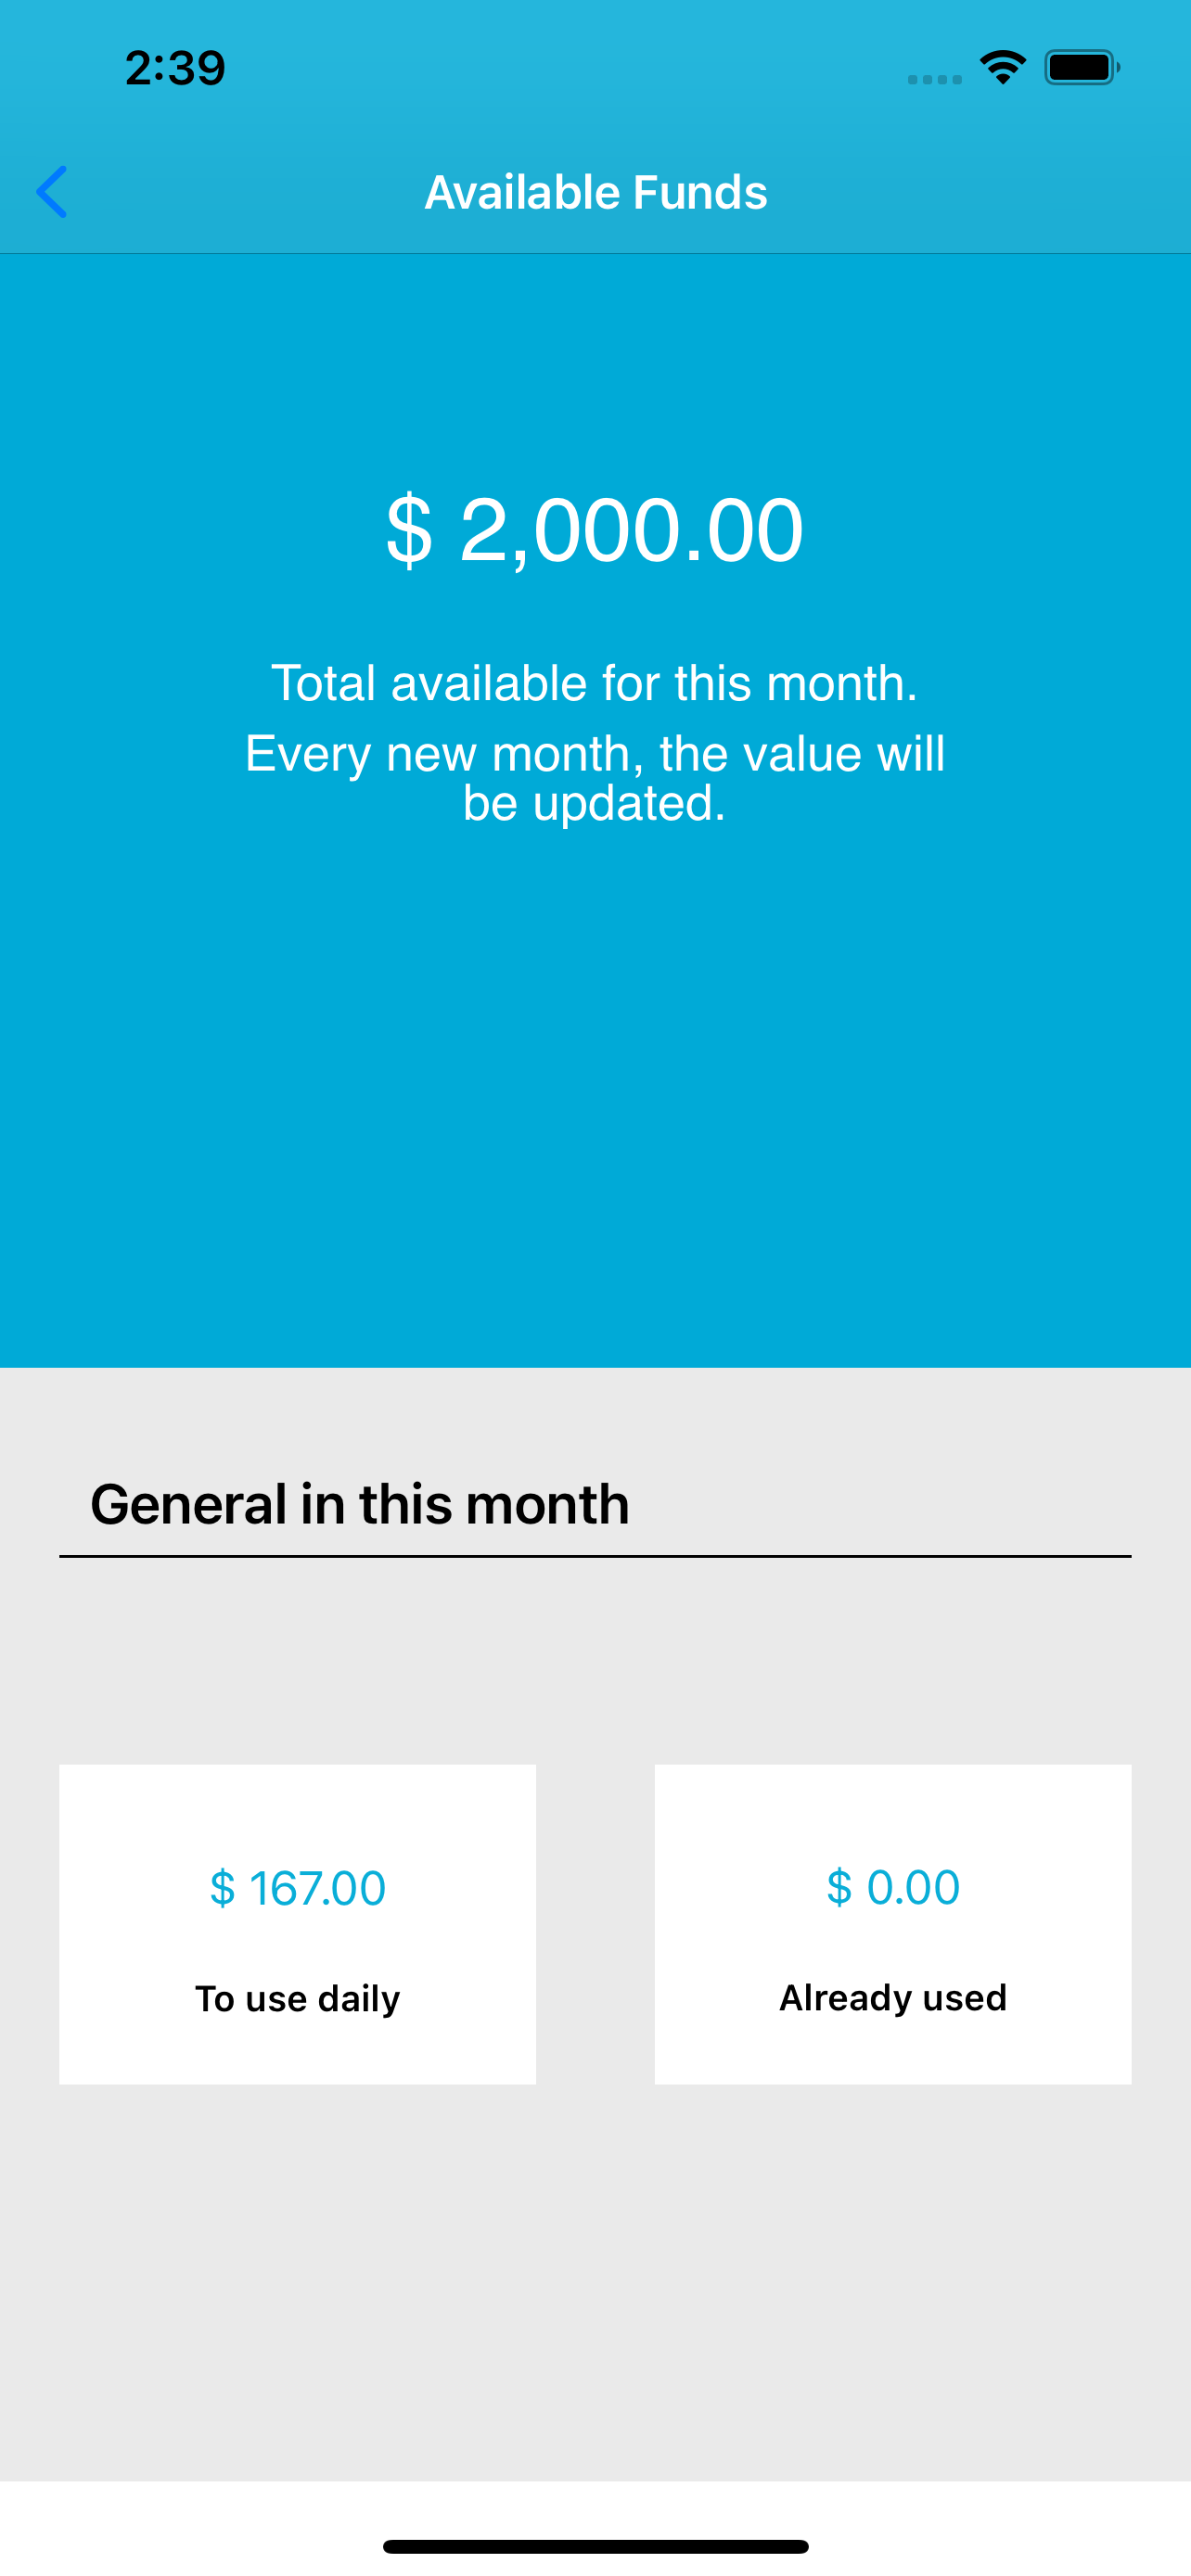 2:39
Available Funds
$ 2,000.00
Total available for this month.
Every new month, the value will
be updated.
General in this month
$ 167.00
To use daily
$ 0.00
Already used